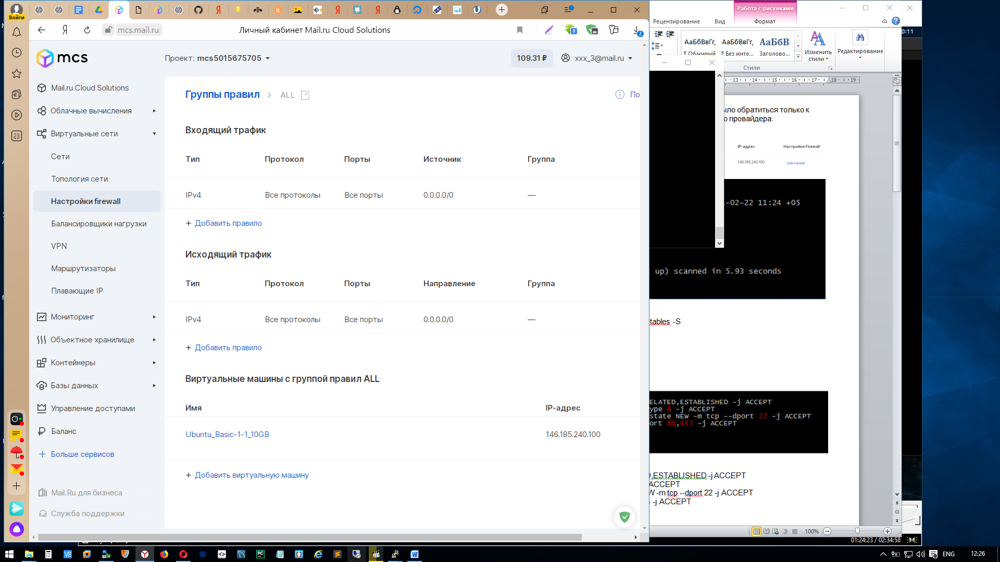 Войти
mcs.mail.ru
Личный кабинет Mail.ru Cloud Solutions
2
23
mcs
Проект: mcs5015675705
109.31 ₽
xxx_3@mail.ru
Mail.ru Cloud Solutions
Облачные вычисления
Виртуальные сети
Сети
Топология сети
Настройки firewall
Балансировщики нагрузки
VPN
Маршрутизаторы
Плавающие IP
Мониторинг
Объектное хранилище
Контейнеры
Базы данных
Управление доступами
Баланс
Больше сервисов
Mail.Ru для бизнеса
Служба поддержки
Группы правил
ALL
По
Входящий трафик
Тип Протокол Порты Источник Группа
IPv4 Все протоколы Все порты 0.0.0.0/0 —
+ Добавить правило
Исходящий трафик
Тип Протокол Порты Направление Группа
IPv4 Все протоколы Все порты 0.0.0.0/0 —
+ Добавить правило
Виртуальные машины с группой правил ALL
Имя IP-адрес
Ubuntu_Basic-1-1_10GB 146.185.240.100
+ Добавить виртуальную машину
Работа с рисунками
Рецензирование Вид Формат
АаБбВвГг, АаБбВвГг, АаБбВ
¶ Обычный ¶ Без инте... Заголово...
Изменить стили
Редактирование
Стили
13 14 15 16 17 18 19
ыло обратиться только к
о провайдера.
IP-адрес Настройки Firewall
146.185.240.100 ssh+www
-02-22 11:24 +05
up) scanned in 5.93 seconds
tables -S
ELATED,ESTABLISHED -j ACCEPT
ype 8 -j ACCEPT
state NEW -m tcp --dport 22 -j ACCEPT
ort 80,443 -j ACCEPT
,ESTABLISHED -j ACCEPT
ACCEPT
W -m tcp --dport 22 -j ACCEPT
-j ACCEPT
100%
0:11
01:24:23 / 02:34:58
ENG
12:26